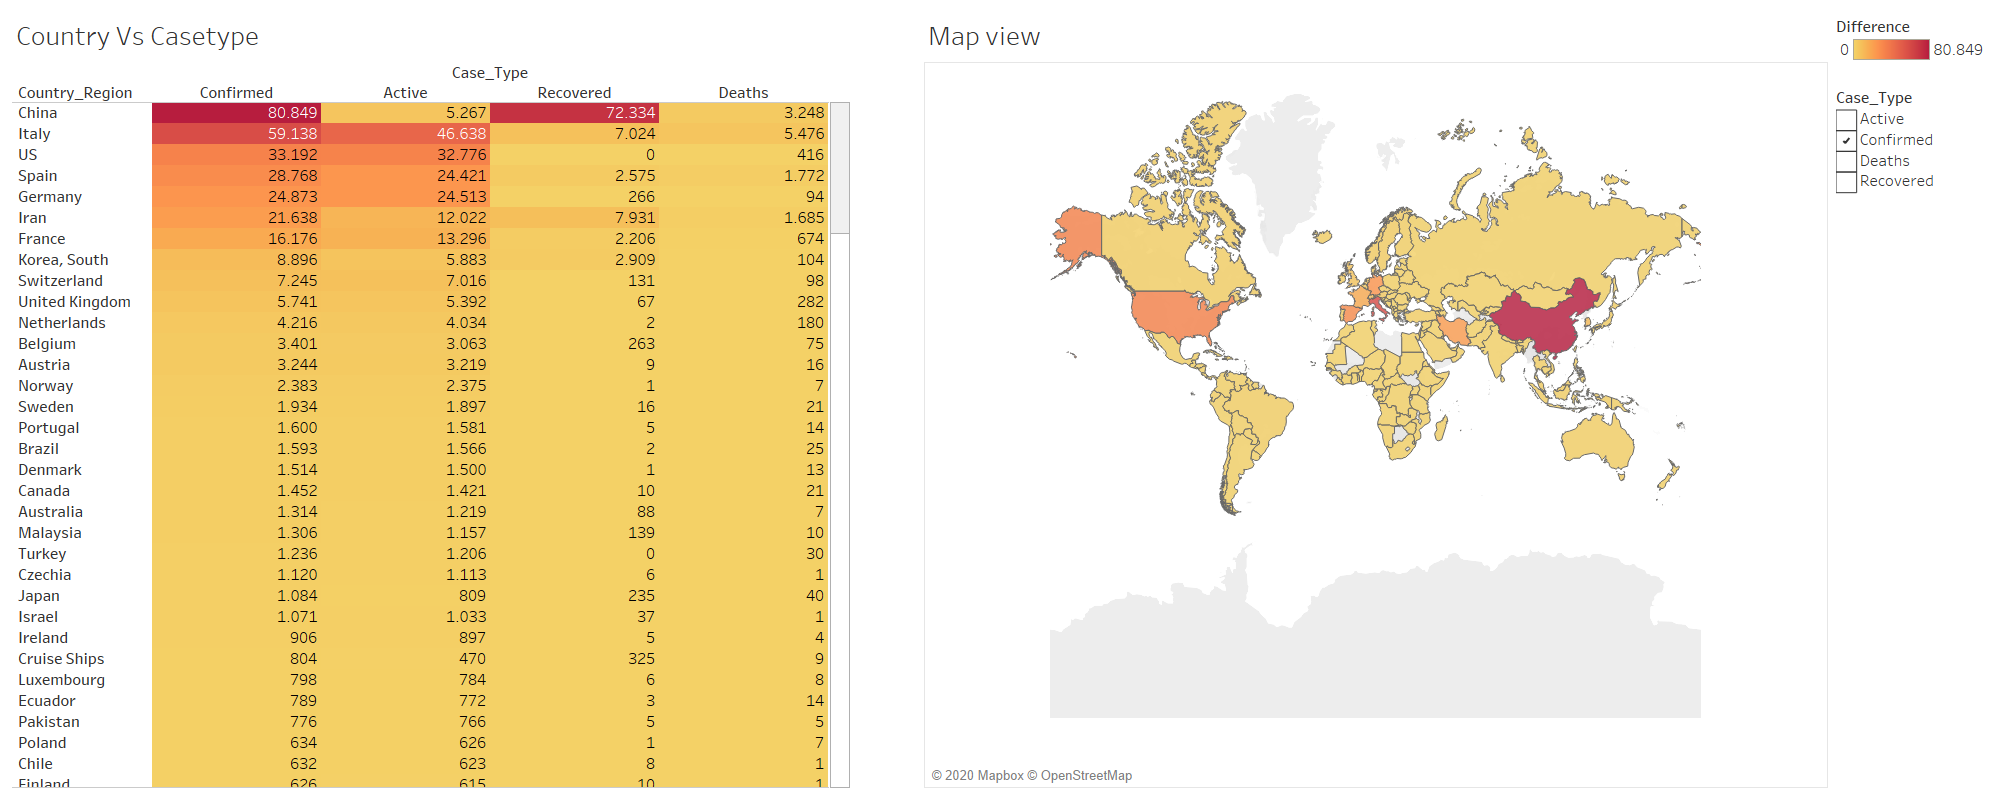 Country Vs Casetype
Case_Type
Country_Region Confirmed Active Recovered Deaths
China 80.849 5.267 72.334 3.248
Italy 59.138 46.638 7.024 5.476
US 33.192 32.776 0 416
Spain 28.768 24.421 2.575 1.772
Germany 24.873 24.513 266 94
Iran 21.638 12.022 7.931 1.685
France 16.176 13.296 2.206 674
Korea, South 8.896 5.883 2.909 104
Switzerland 7.245 7.016 131 98
United Kingdom 5.741 5.392 67 282
Netherlands 4.216 4.034 2 180
Belgium 3.401 3.063 263 75
Austria 3.244 3.219 9 16
Norway 2.383 2.375 1 7
Sweden 1.934 1.897 16 21
Portugal 1.600 1.581 5 14
Brazil 1.593 1.566 2 25
Denmark 1.514 1.500 1 13
Canada 1.452 1.421 10 21
Australia 1.314 1.219 88 7
Malaysia 1.306 1.157 139 10
Turkey 1.236 1.206 0 30
Czechia 1.120 1.113 6 1
Japan 1.084 809 235 40
Israel 1.071 1.033 37 1
Ireland 906 897 5 4
Cruise Ships 804 470 325 9
Luxembourg 798 784 6 8
Ecuador 789 772 3 14
Pakistan 776 766 5 5
Poland 634 626 1 7
Chile 632 623 8 1
Finland 626 615 10 1
Map view
© 2020 Mapbox © OpenStreetMap
Difference
0 80.849
Case_Type
Active
Confirmed
Deaths
Recovered